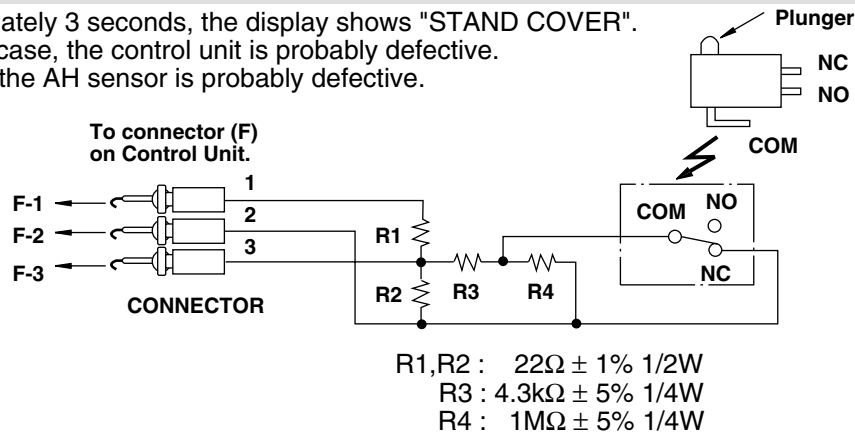 ately 3 seconds, the display shows "STAND COVER".
case, the control unit is probably defective.
the AH sensor is probably defective.
Plunger
NC
NO
COM
To connector (F)
on Control Unit.
F-1
1
F-2
2
F-3
3
CONNECTOR
R1
R2
R3
R4
COM
NO
NC
R1,R2 : 22Ω ± 1% 1/2W
R3 : 4.3kΩ ± 5% 1/4W
R4 : 1MΩ ± 5% 1/4W